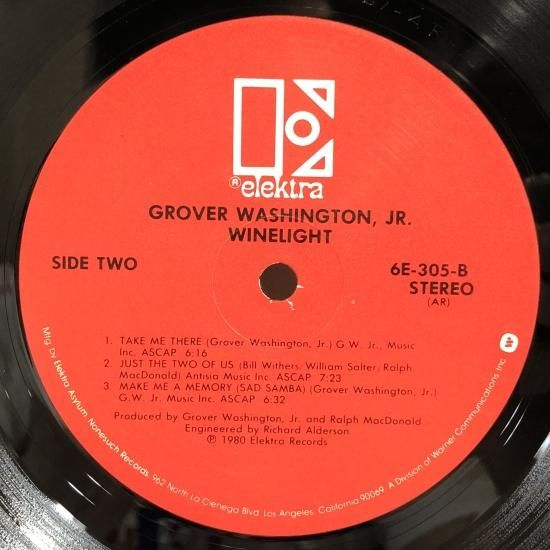 ® elektra
GROVER WASHINGTON, JR.
WINELIGHT
SIDE TWO
6E-305-B
STEREO
(AR)
1. TAKE ME THERE (Grover Washington, Jr.) G.W. Jr., Music
Inc. ASCAP 6:16
2. JUST THE TWO OF US (Bill Withers/William Salter/Ralph
MacDonald) Antisia Music Inc. ASCAP 7:23
3. MAKE ME A MEMORY (SAD SAMBA) (Grover Washington, Jr.)
G.W. Jr. Music Inc. ASCAP 6:32
Produced by Grover Washington, Jr. and Ralph MacDonald
Engineered by Richard Alderson
℗ 1980 Elektra Records
Mfg by Elektra/Asylum/Nonesuch Records, 962 North La Cienega Blvd. Los Angeles, California 90069. A Division of Warner Communications Inc.